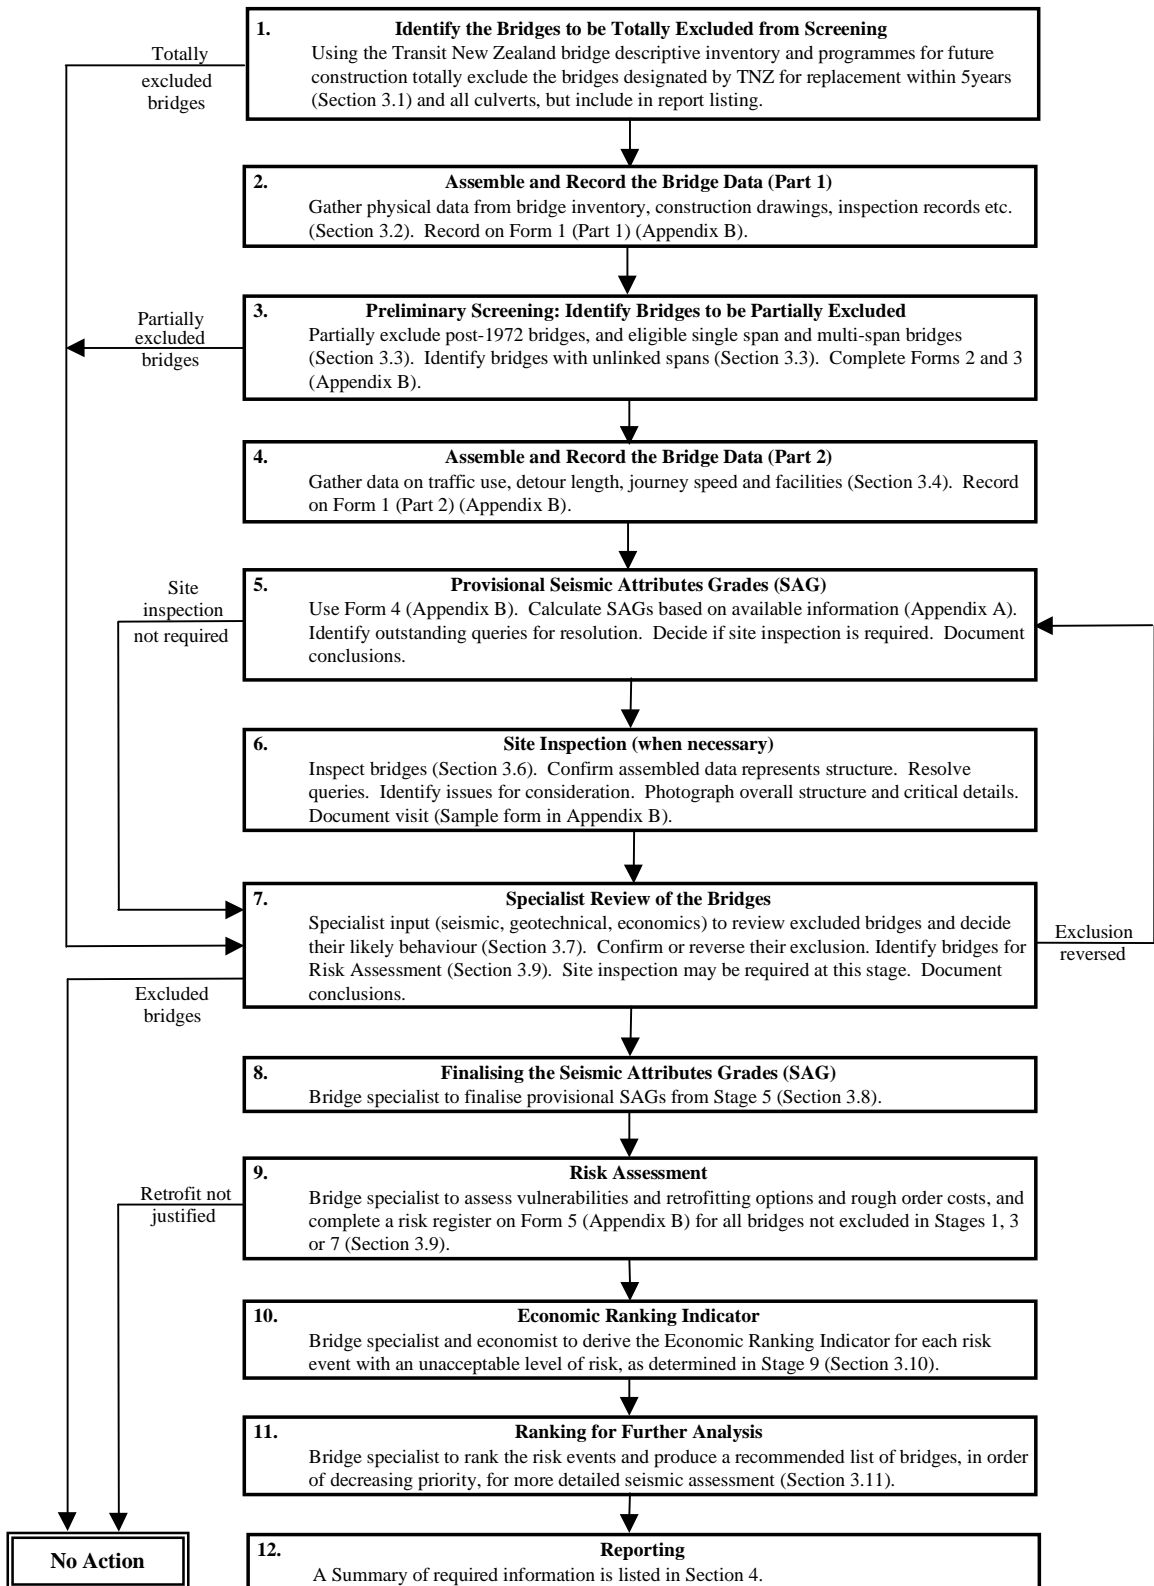 1. Identify the Bridges to be Totally Excluded from Screening
Using the Transit New Zealand bridge descriptive inventory and programmes for future
construction totally exclude the bridges designated by TNZ for replacement within 5years
(Section 3.1) and all culverts, but include in report listing.
Totally
excluded
bridges
2. Assemble and Record the Bridge Data (Part 1)
Gather physical data from bridge inventory, construction drawings, inspection records etc.
(Section 3.2). Record on Form 1 (Part 1) (Appendix B).
3. Preliminary Screening: Identify Bridges to be Partially Excluded
Partially exclude post-1972 bridges, and eligible single span and multi-span bridges
(Section 3.3). Identify bridges with unlinked spans (Section 3.3). Complete Forms 2 and 3
(Appendix B).
Partially
excluded
bridges
4. Assemble and Record the Bridge Data (Part 2)
Gather data on traffic use, detour length, journey speed and facilities (Section 3.4). Record
on Form 1 (Part 2) (Appendix B).
5. Provisional Seismic Attributes Grades (SAG)
Use Form 4 (Appendix B). Calculate SAGs based on available information (Appendix A).
Identify outstanding queries for resolution. Decide if site inspection is required. Document
conclusions.
Site
inspection
not required
6. Site Inspection (when necessary)
Inspect bridges (Section 3.6). Confirm assembled data represents structure. Resolve
queries. Identify issues for consideration. Photograph overall structure and critical details.
Document visit (Sample form in Appendix B).
7. Specialist Review of the Bridges
Specialist input (seismic, geotechnical, economics) to review excluded bridges and decide
their likely behaviour (Section 3.7). Confirm or reverse their exclusion. Identify bridges for
Risk Assessment (Section 3.9). Site inspection may be required at this stage. Document
conclusions.
Exclusion
reversed
Excluded
bridges
8. Finalising the Seismic Attributes Grades (SAG)
Bridge specialist to finalise provisional SAGs from Stage 5 (Section 3.8).
9. Risk Assessment
Bridge specialist to assess vulnerabilities and retrofitting options and rough order costs, and
complete a risk register on Form 5 (Appendix B) for all bridges not excluded in Stages 1, 3
or 7 (Section 3.9).
Retrofit not
justified
10. Economic Ranking Indicator
Bridge specialist and economist to derive the Economic Ranking Indicator for each risk
event with an unacceptable level of risk, as determined in Stage 9 (Section 3.10).
11. Ranking for Further Analysis
Bridge specialist to rank the risk events and produce a recommended list of bridges, in order
of decreasing priority, for more detailed seismic assessment (Section 3.11).
No Action
12. Reporting
A Summary of required information is listed in Section 4.